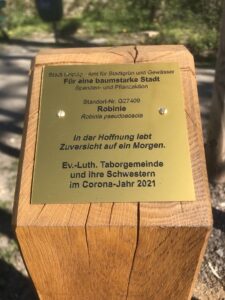 Stadt Leipzig · Amt für Stadtgrün und Gewässer
Für eine baumstarke Stadt
Spenden- und Pflanzaktion
Standort-Nr. G27409
Robinie
Robinia pseudoacacia
In der Hoffnung lebt
Zuversicht auf ein Morgen.
Ev.-Luth. Taborgemeinde
und ihre Schwestern
im Corona-Jahr 2021